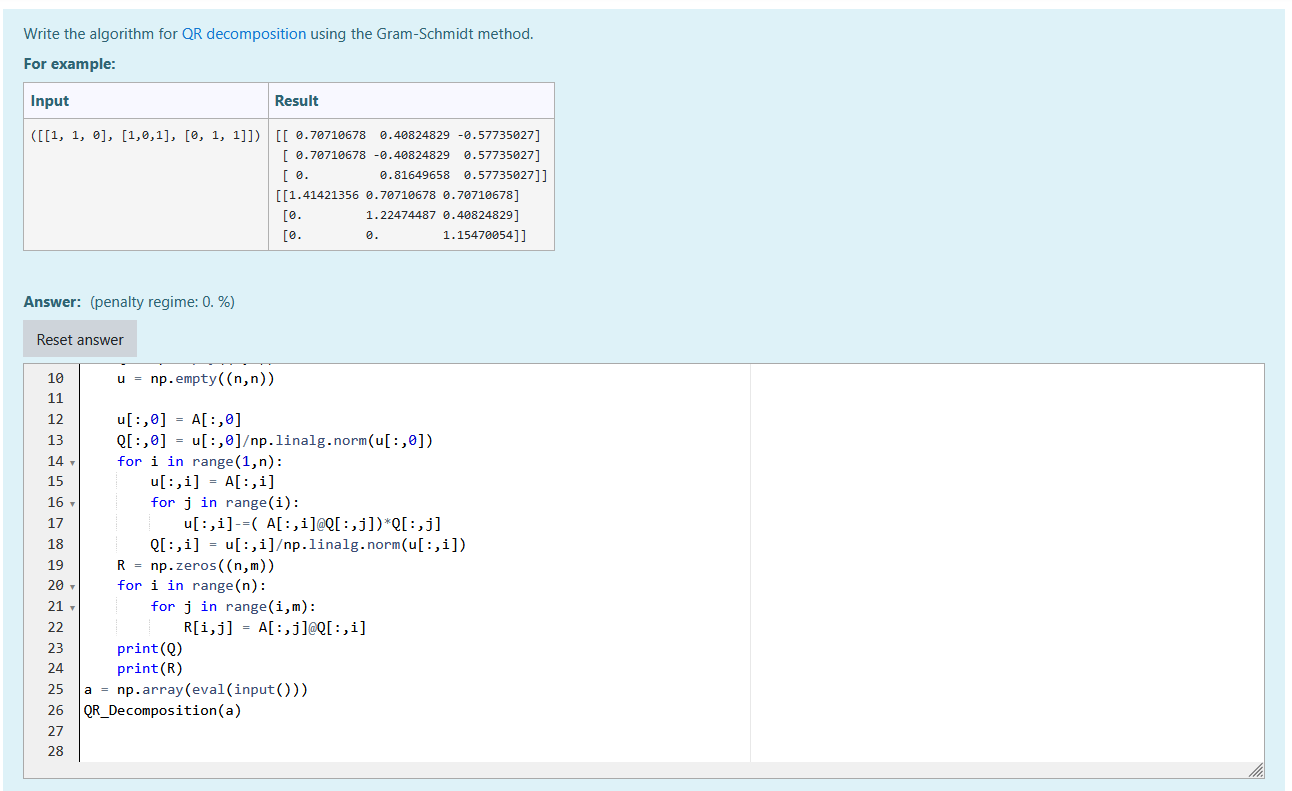 Write the algorithm for QR decomposition using the Gram-Schmidt method.
For example:
Input Result
([[1, 1, 0], [1,0,1], [0, 1, 1]]) [[ 0.70710678  0.40824829 -0.57735027]
[ 0.70710678 -0.40824829  0.57735027]
[ 0.          0.81649658  0.57735027]]
[[1.41421356 0.70710678 0.70710678]
[0.         1.22474487 0.40824829]
[0.         0.         1.15470054]]
Answer: (penalty regime: 0. %)
Reset answer
10     u = np.empty((n,n))
11
12     u[:,0] = A[:,0]
13     Q[:,0] = u[:,0]/np.linalg.norm(u[:,0])
14     for i in range(1,n):
15         u[:,i] = A[:,i]
16         for j in range(i):
17             u[:,i]-=( A[:,i]@Q[:,j])*Q[:,j]
18         Q[:,i] = u[:,i]/np.linalg.norm(u[:,i])
19     R = np.zeros((n,m))
20     for i in range(n):
21         for j in range(i,m):
22             R[i,j] = A[:,j]@Q[:,i]
23     print(Q)
24     print(R)
25 a = np.array(eval(input()))
26 QR_Decomposition(a)
27
28